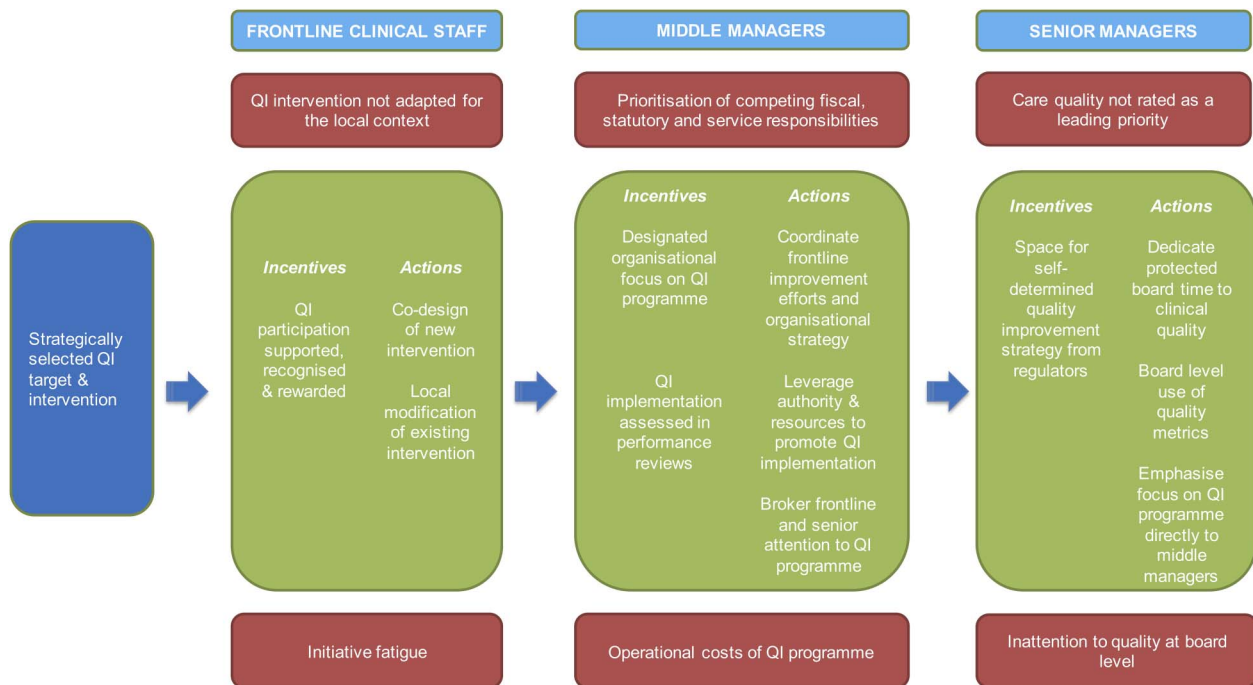 FRONTLINE CLINICAL STAFF
MIDDLE MANAGERS
SENIOR MANAGERS
QI intervention not adapted for
the local context
Prioritisation of competing fiscal,
statutory and service responsibilities
Care quality not rated as a
leading priority
Strategically
selected QI
target &
intervention
Incentives
QI
participation
supported,
recognised
& rewarded
Actions
Co-design
of new
intervention
Local
modification
of existing
intervention
Incentives
Designated
organisational
focus on QI
programme
QI
implementation
assessed in
performance
reviews
Actions
Coordinate
frontline
improvement
efforts and
organisational
strategy
Leverage
authority &
resources to
promote QI
implementation
Broker frontline
and senior
attention to QI
programme
Incentives
Space for
self-
determined
quality
improvement
strategy from
regulators
Actions
Dedicate
protected
board time to
clinical
quality
Board level
use of
quality
metrics
Emphasise
focus on QI
programme
directly to
middle
managers
Initiative fatigue
Operational costs of QI programme
Inattention to quality at board
level